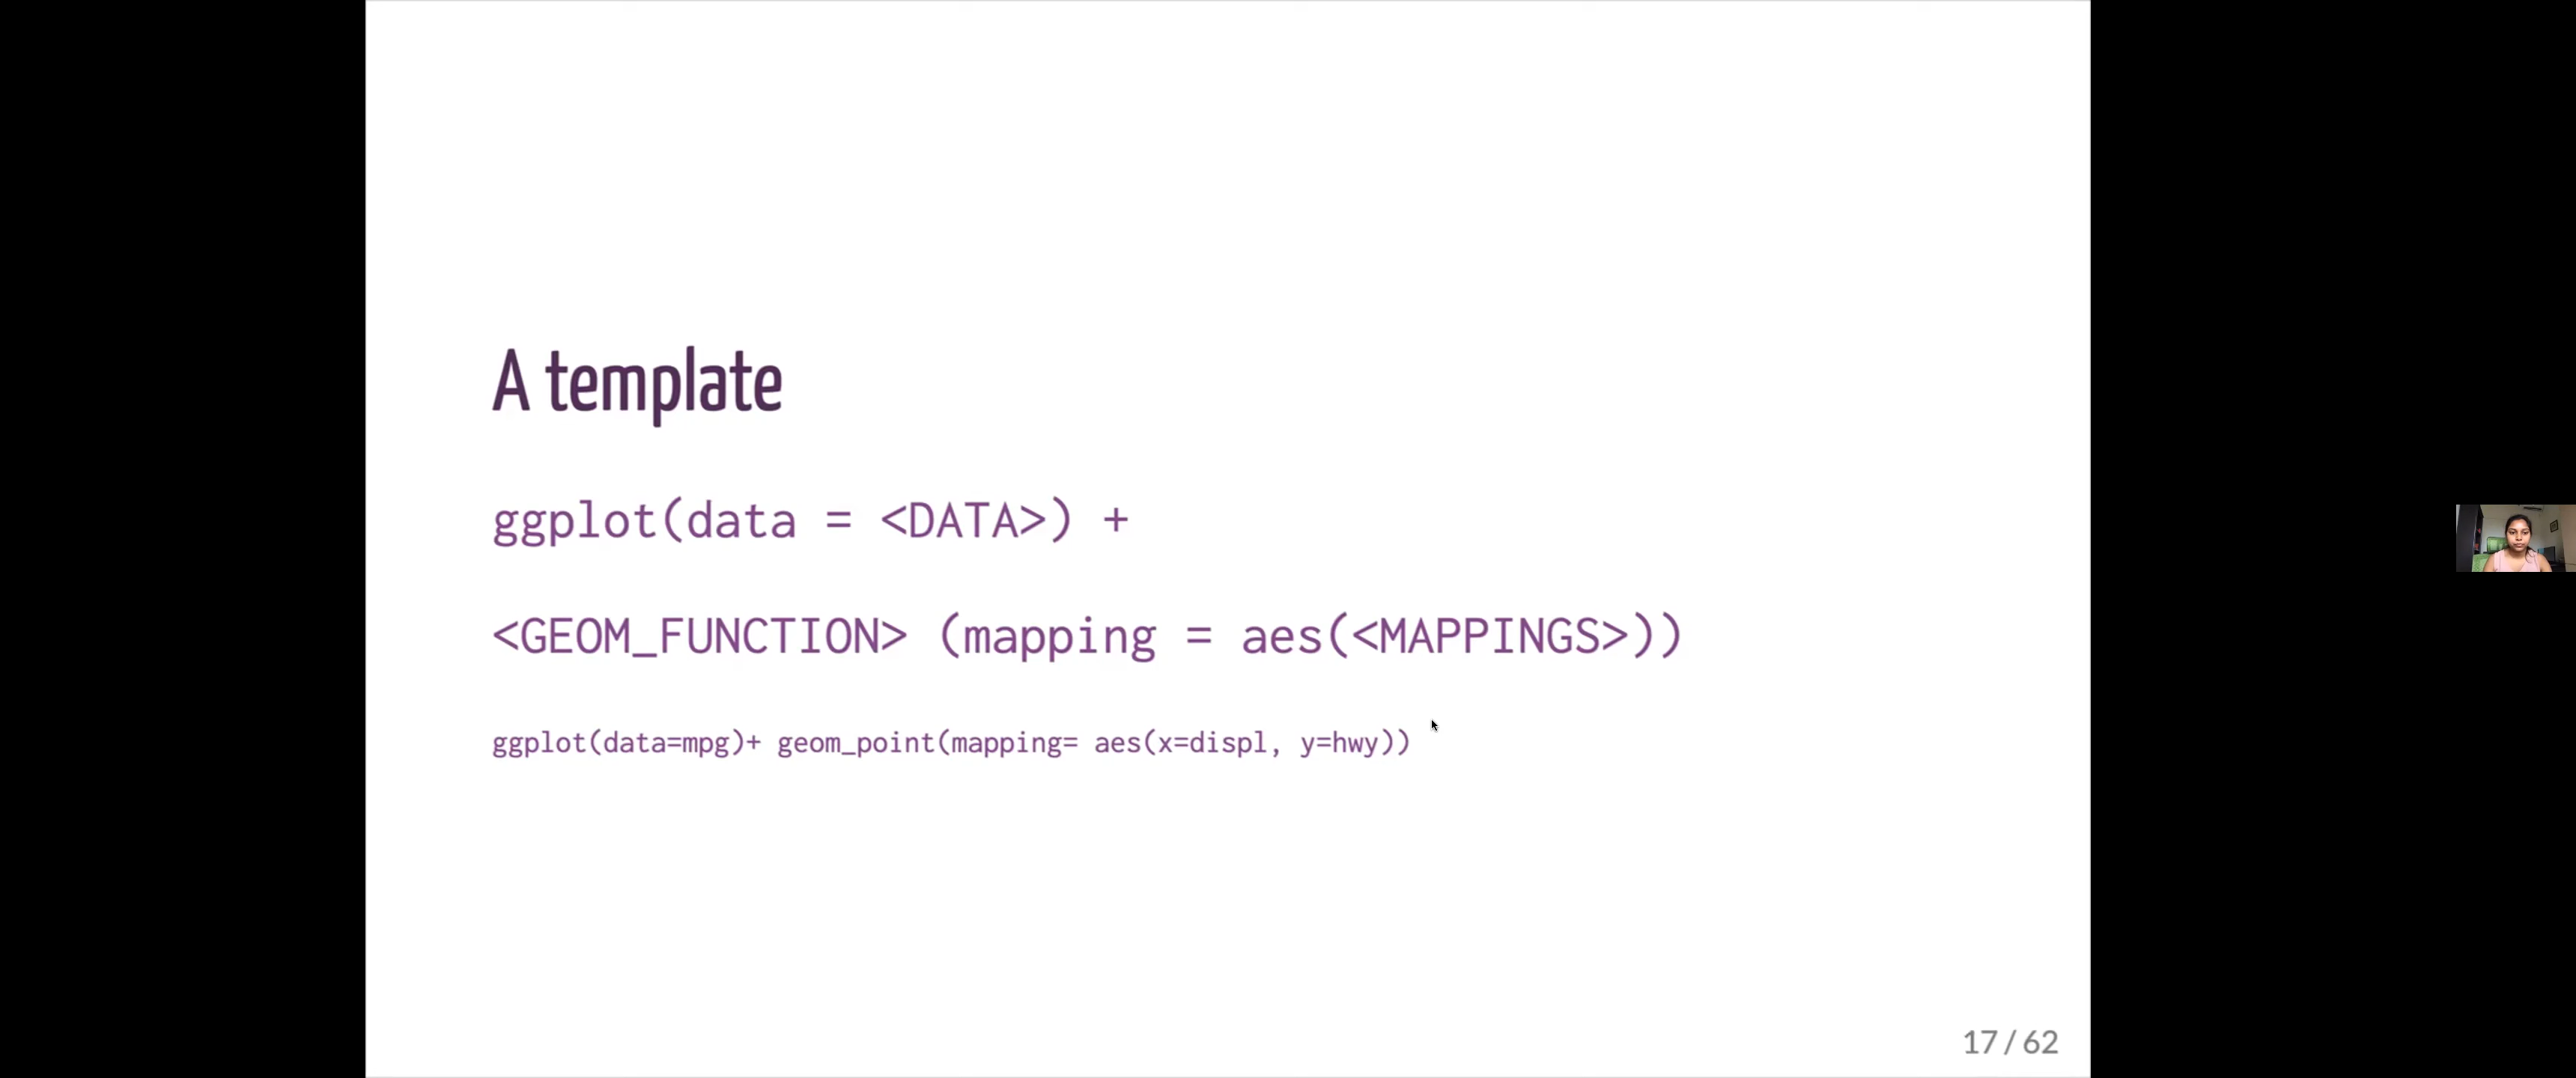 A template
ggplot(data = <DATA>) +
<GEOM_FUNCTION> (mapping = aes(<MAPPINGS>))
ggplot(data=mpg)+ geom_point(mapping= aes(x=displ, y=hwy))
17 / 62